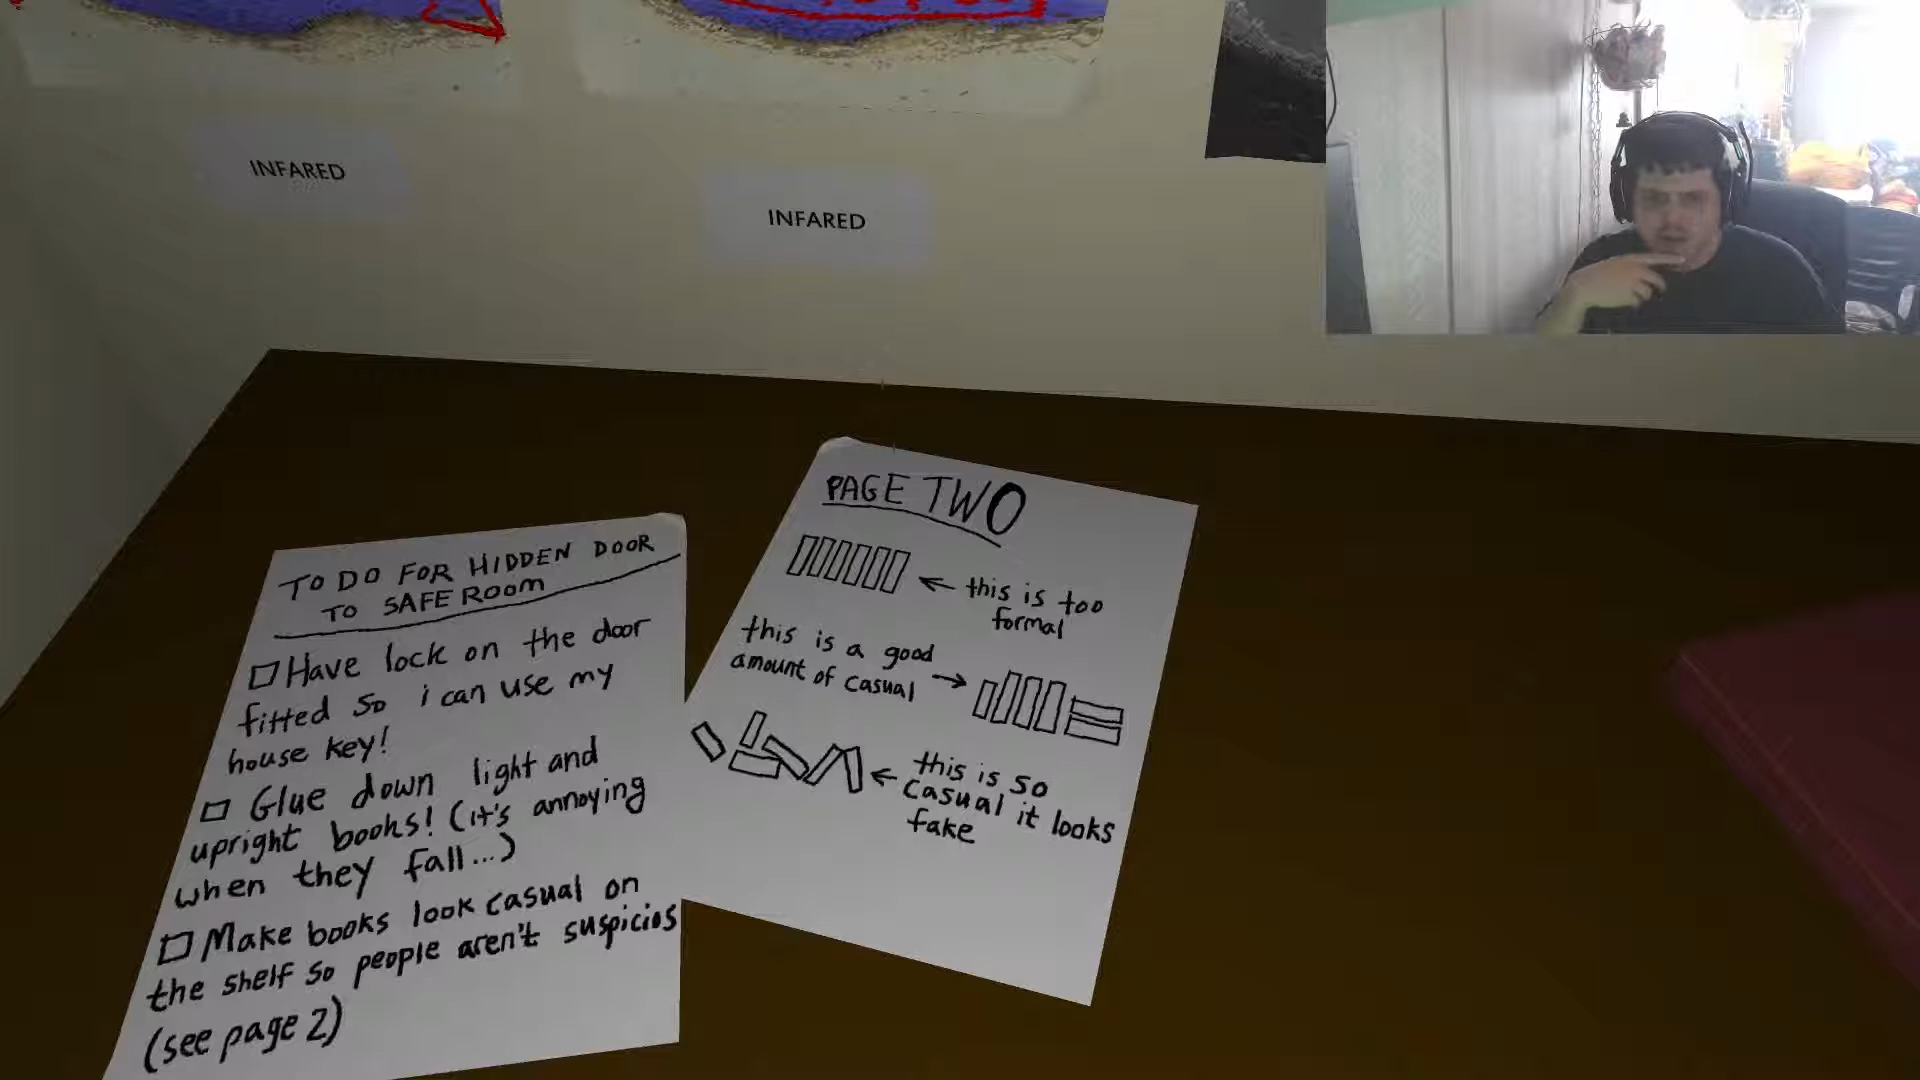 INFARED
INFARED
TO DO FOR HIDDEN DOOR
TO SAFE ROOM
Have lock on the door
fitted so i can use my
house key!
Glue down light and
upright books! (it's annoying
when they fall...)
Make books look casual on
the shelf so people aren't suspicios
(see page 2)
PAGE TWO
this is too
formal
this is a good
amount of casual
this is so
casual it looks
fake